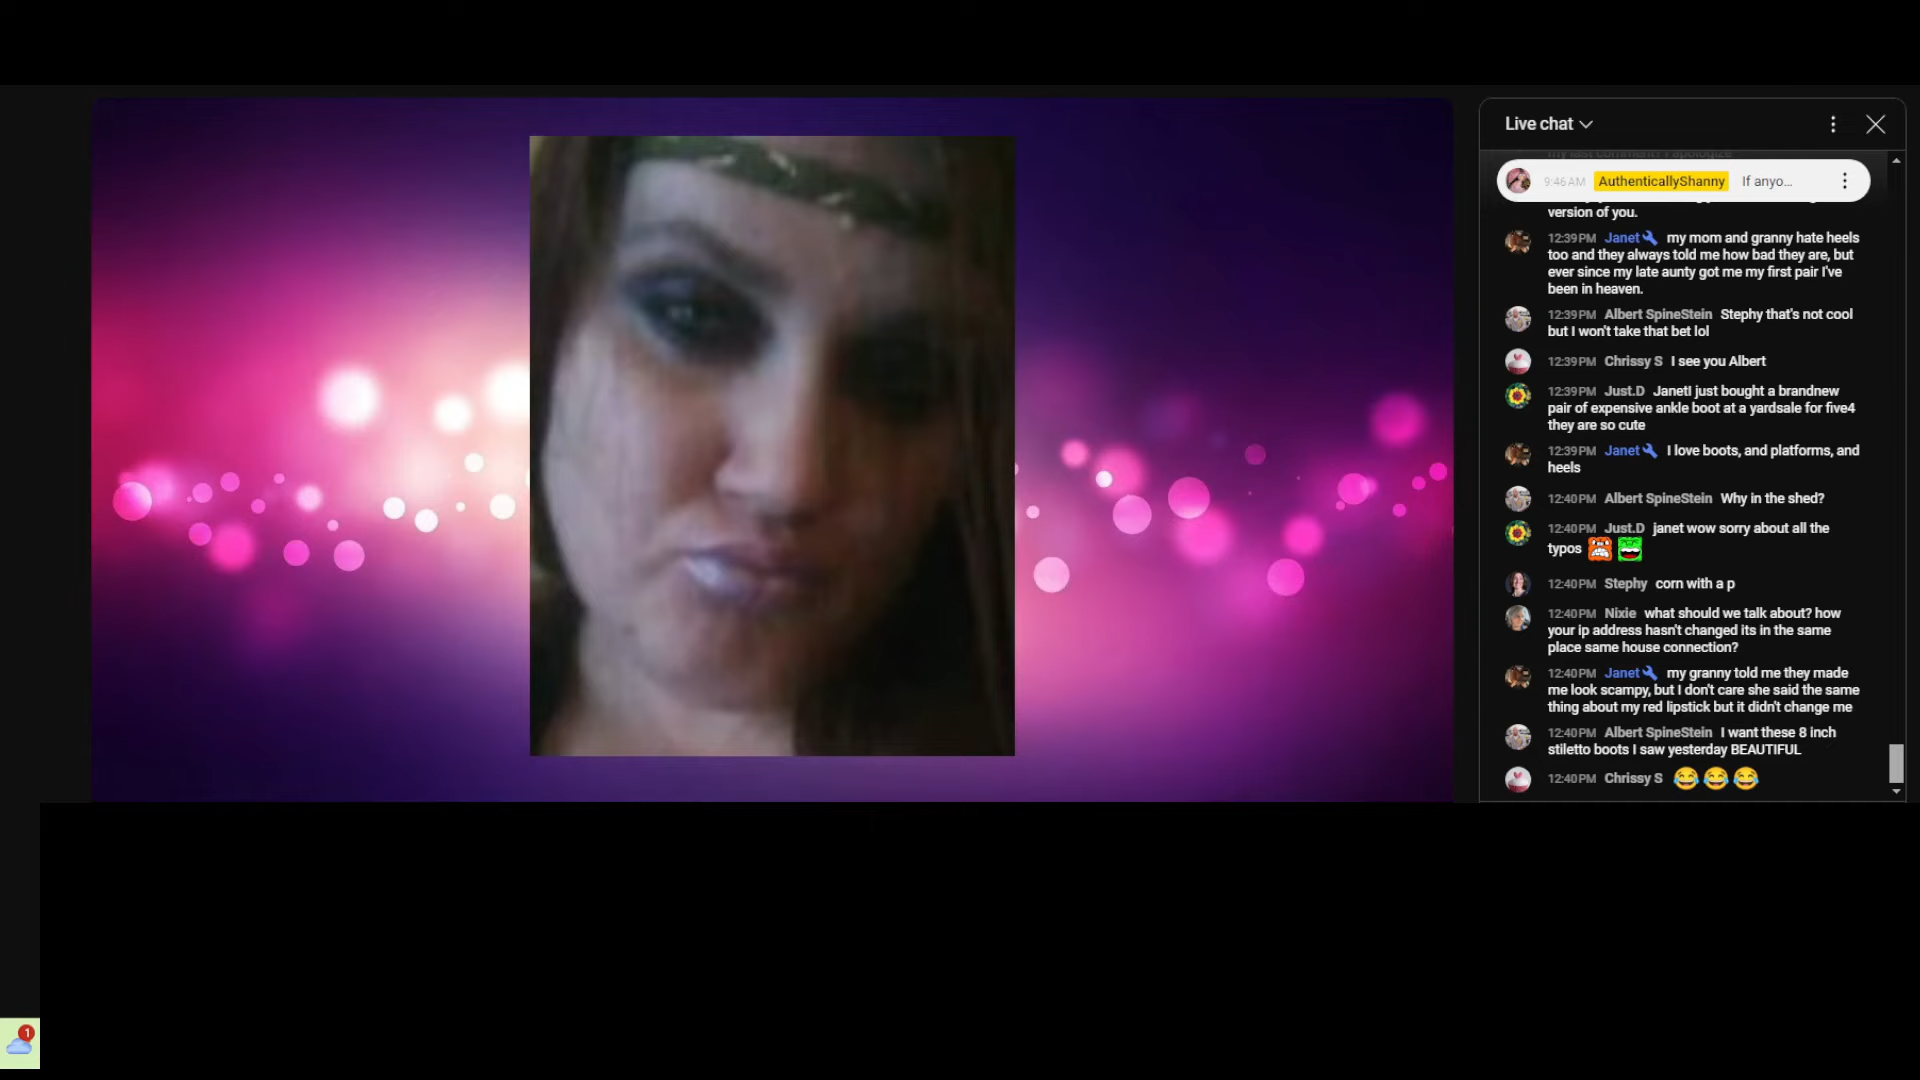 Live chat
my last comment? I apologize
9:46 AM AuthenticallyShanny If anyo...
version of you.
12:39 PM Janet my mom and granny hate heels
too and they always told me how bad they are, but
ever since my late aunty got me my first pair I've
been in heaven.
12:39 PM Albert SpineStein Stephy that's not cool
but I won't take that bet lol
12:39 PM Chrissy S I see you Albert
12:39 PM Just.D JanetI just bought a brandnew
pair of expensive ankle boot at a yardsale for five4
they are so cute
12:39 PM Janet I love boots, and platforms, and
heels
12:40 PM Albert SpineStein Why in the shed?
12:40 PM Just.D janet wow sorry about all the
typos
12:40 PM Stephy corn with a p
12:40 PM Nixie what should we talk about? how
your ip address hasn't changed its in the same
place same house connection?
12:40 PM Janet my granny told me they made
me look scampy, but I don't care she said the same
thing about my red lipstick but it didn't change me
12:40 PM Albert SpineStein I want these 8 inch
stiletto boots I saw yesterday BEAUTIFUL
12:40 PM Chrissy S 😂😂😂
1